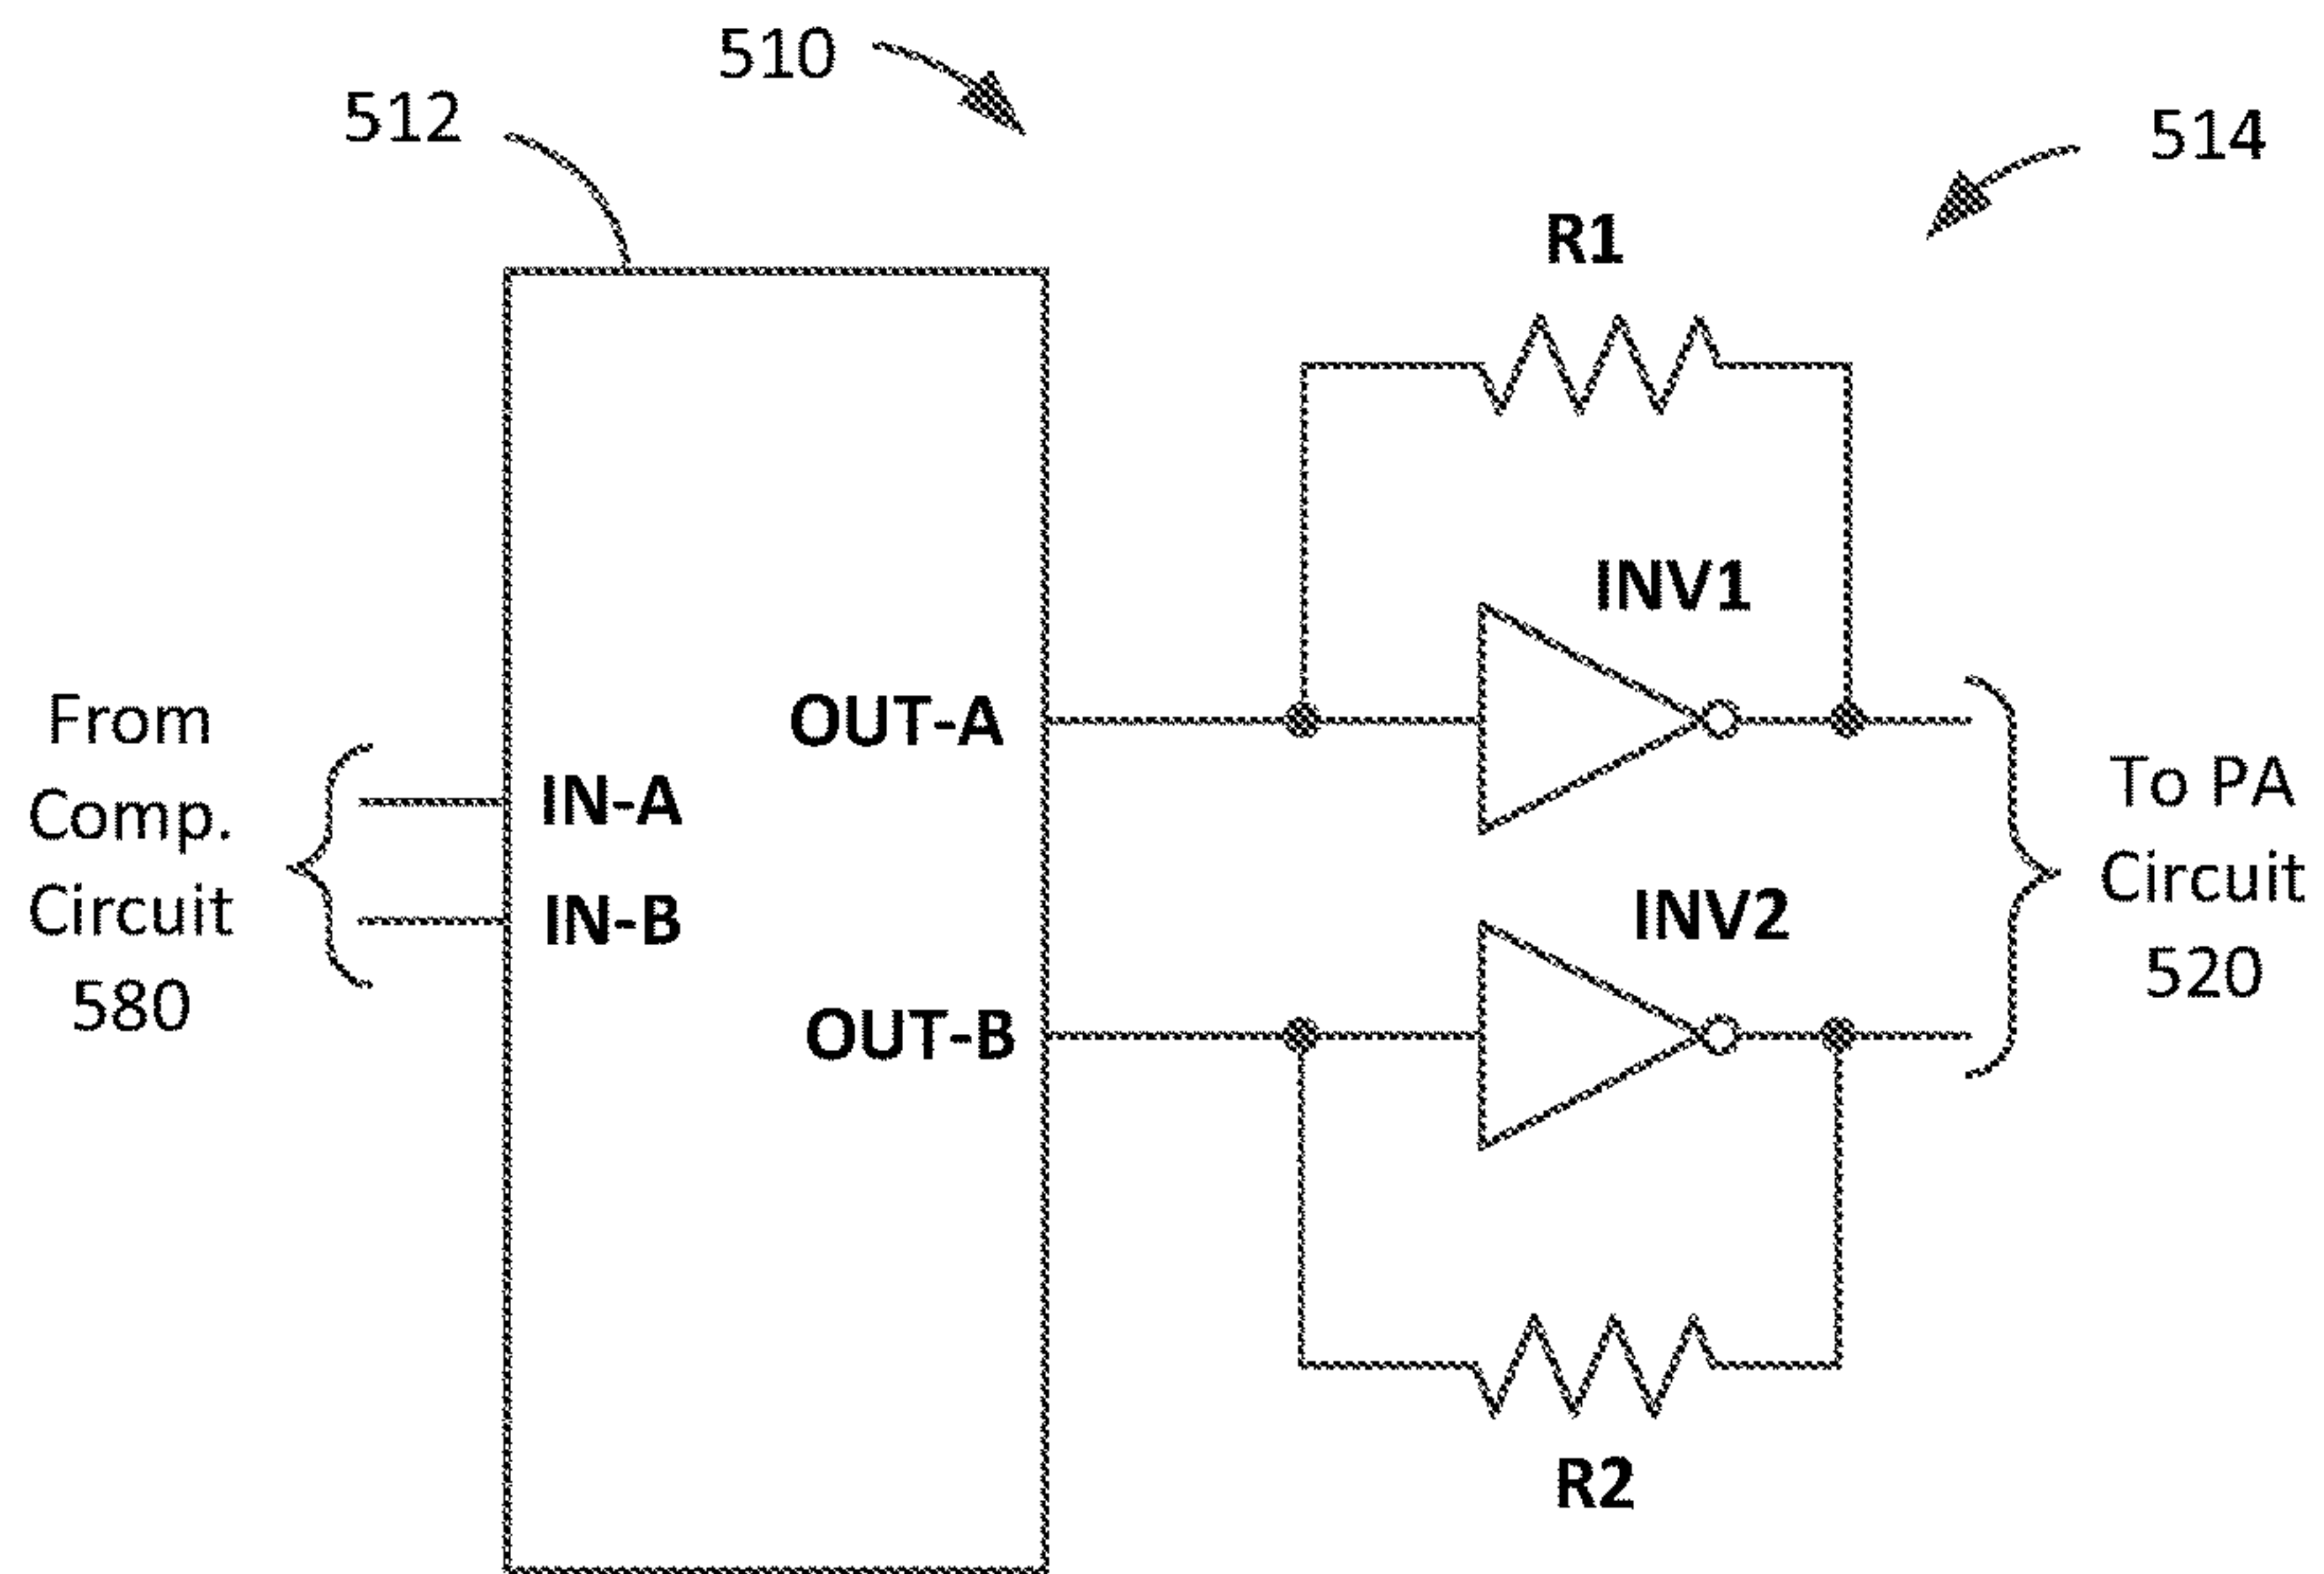 510
512
514
R1
INV1
From
Comp.
Circuit
580
IN-A
IN-B
OUT-A
OUT-B
INV2
To PA
Circuit
520
R2